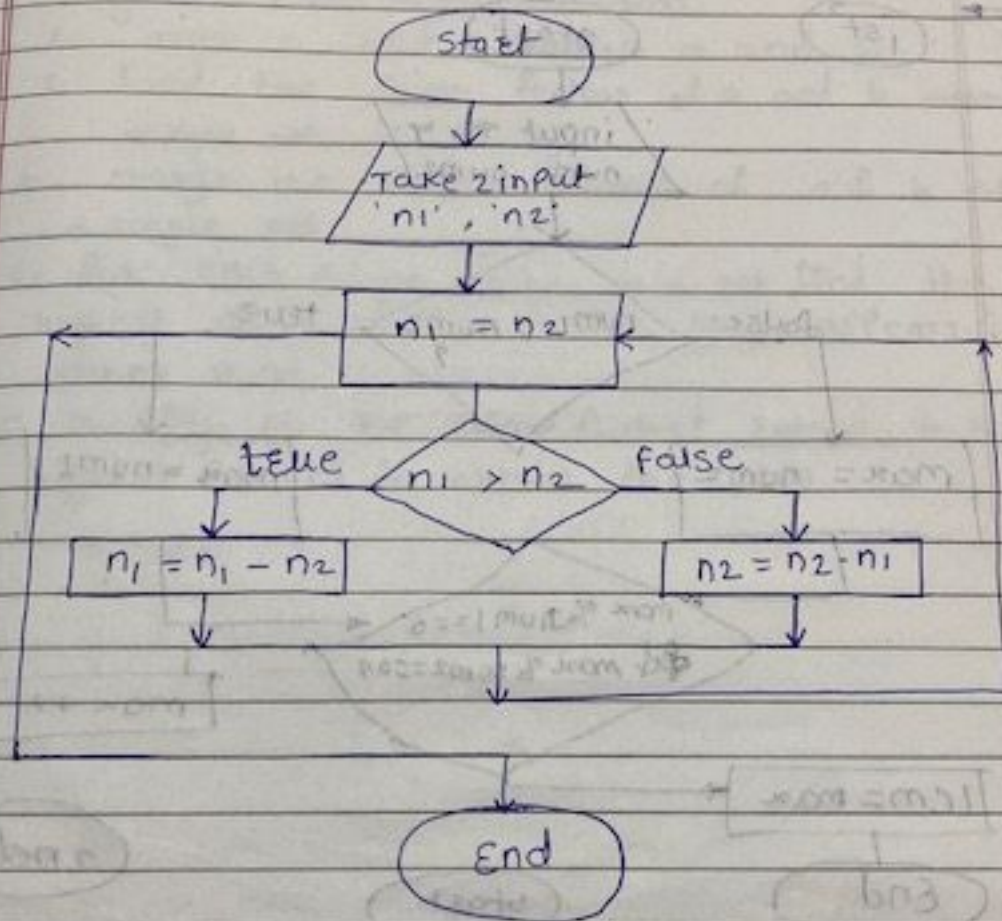 start
Take 2 input
'n1', 'n2'
n1 = n2
true
n1 > n2
false
n1 = n1 - n2
n2 = n2 - n1
End